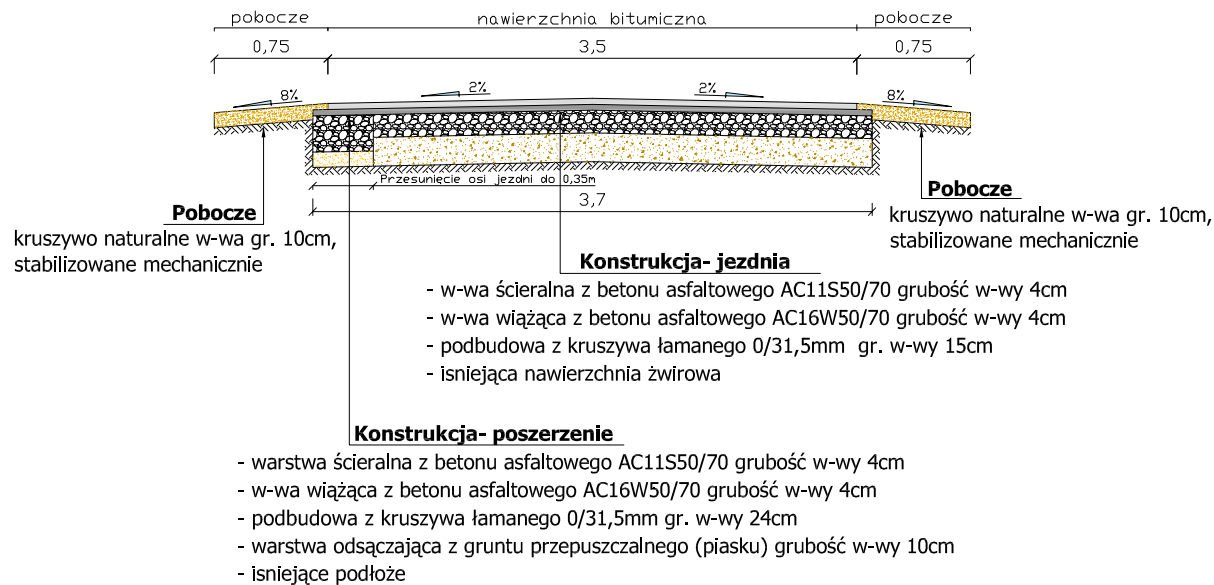 pobocze nawierzchnia bitumiczna pobocze
0,75 3,5 0,75
8% 2% 2% 8%
Przesunięcie osi jezdni do 0,35m
3,7
Pobocze
kruszywo naturalne w-wa gr. 10cm,
stabilizowane mechanicznie
Pobocze
kruszywo naturalne w-wa gr. 10cm,
stabilizowane mechanicznie
Konstrukcja- jezdnia
- w-wa ścieralna z betonu asfaltowego AC11S50/70 grubość w-wy 4cm
- w-wa wiążąca z betonu asfaltowego AC16W50/70 grubość w-wy 4cm
- podbudowa z kruszywa łamanego 0/31,5mm gr. w-wy 15cm
- isniejąca nawierzchnia żwirowa
Konstrukcja- poszerzenie
- warstwa ścieralna z betonu asfaltowego AC11S50/70 grubość w-wy 4cm
- w-wa wiążąca z betonu asfaltowego AC16W50/70 grubość w-wy 4cm
- podbudowa z kruszywa łamanego 0/31,5mm gr. w-wy 24cm
- warstwa odsączająca z gruntu przepuszczalnego (piasku) grubość w-wy 10cm
- isniejące podłoże